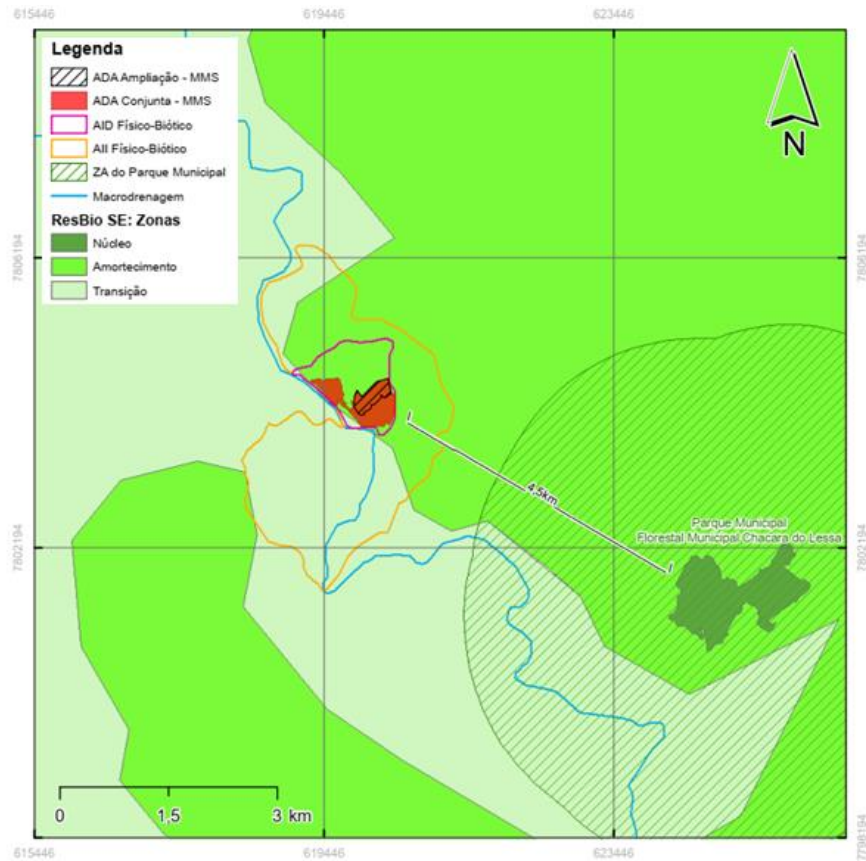 615446
619446
623446
Legenda
ADA Ampliação - MMS
ADA Conjunta - MMS
AID Físico-Biótico
AII Físico-Biótico
ZA do Parque Municipal
Macrodrenagem
ResBio SE: Zonas
Núcleo
Amortecimento
Transição
N
7806194
7806194
4,5km
Parque Municipal
Florestal Municipal Chácara do Lessa
7802194
7802194
0
1,5
3 km
7798194
7798194
615446
619446
623446